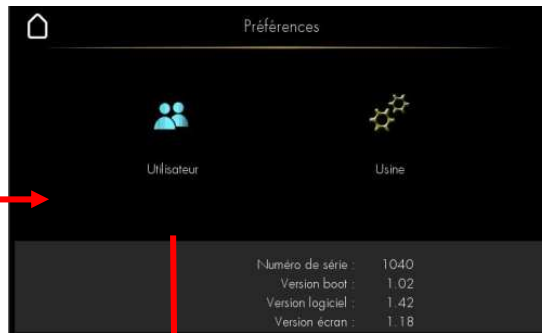 Préférences
Utilisateur Usine
Numéro de série : 1040
Version boot : 1.02
Version logiciel : 1.42
Version écran : 1.18